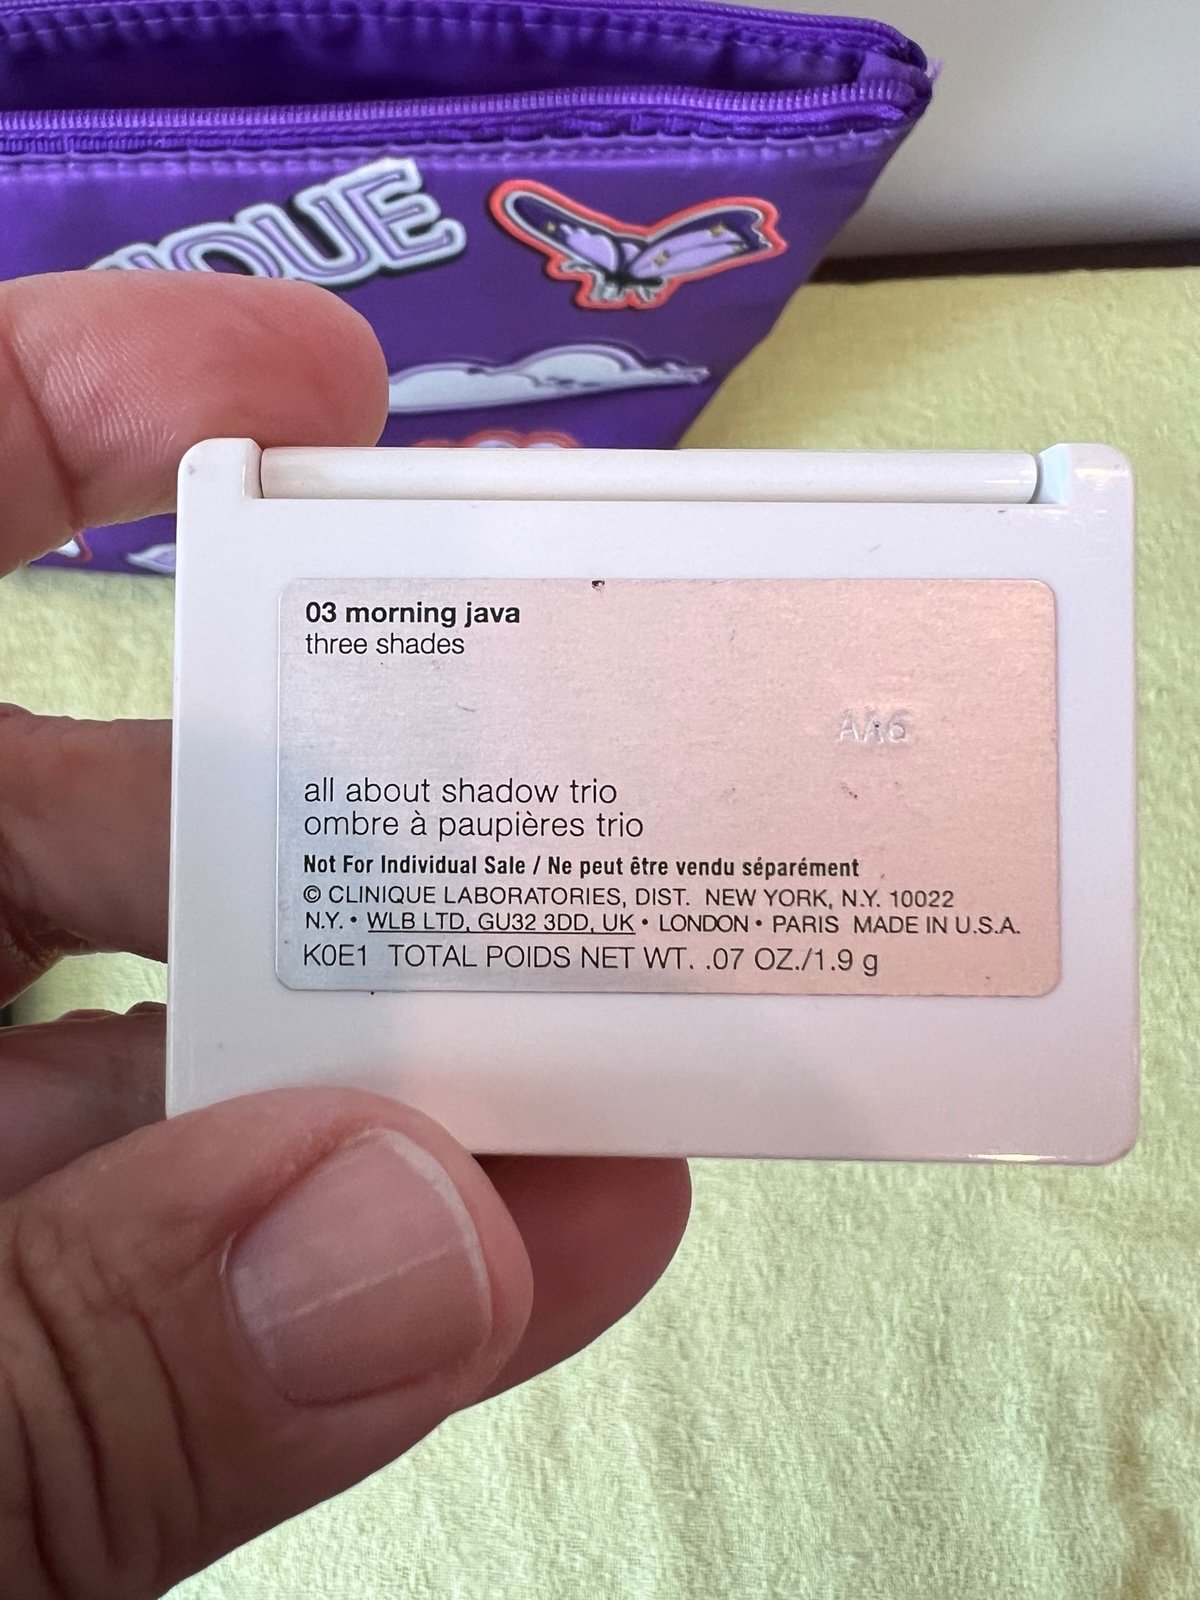 IQUE
03 morning java
three shades
AA6
all about shadow trio
ombre à paupières trio
Not For Individual Sale / Ne peut être vendu séparément
© CLINIQUE LABORATORIES, DIST. NEW YORK, N.Y. 10022
N.Y. • WLB LTD, GU32 3DD, UK • LONDON • PARIS MADE IN U.S.A.
K0E1 TOTAL POIDS NET WT. .07 OZ./1.9 g